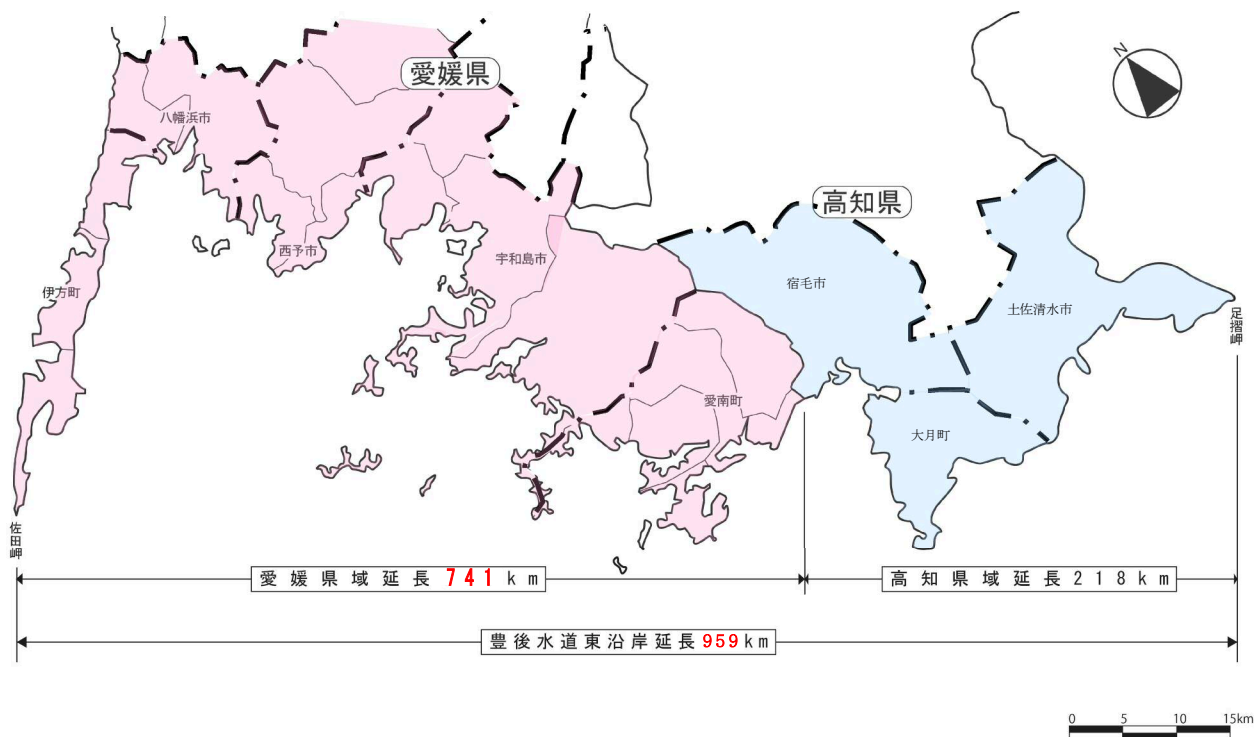 愛媛県
N
八幡浜市
高知県
西予市
宇和島市
宿毛市
伊方町
土佐清水市
足摺岬
愛南町
大月町
佐田岬
愛媛県域延長741km
高知県域延長218km
豊後水道東沿岸延長959km
0 5 10 15km